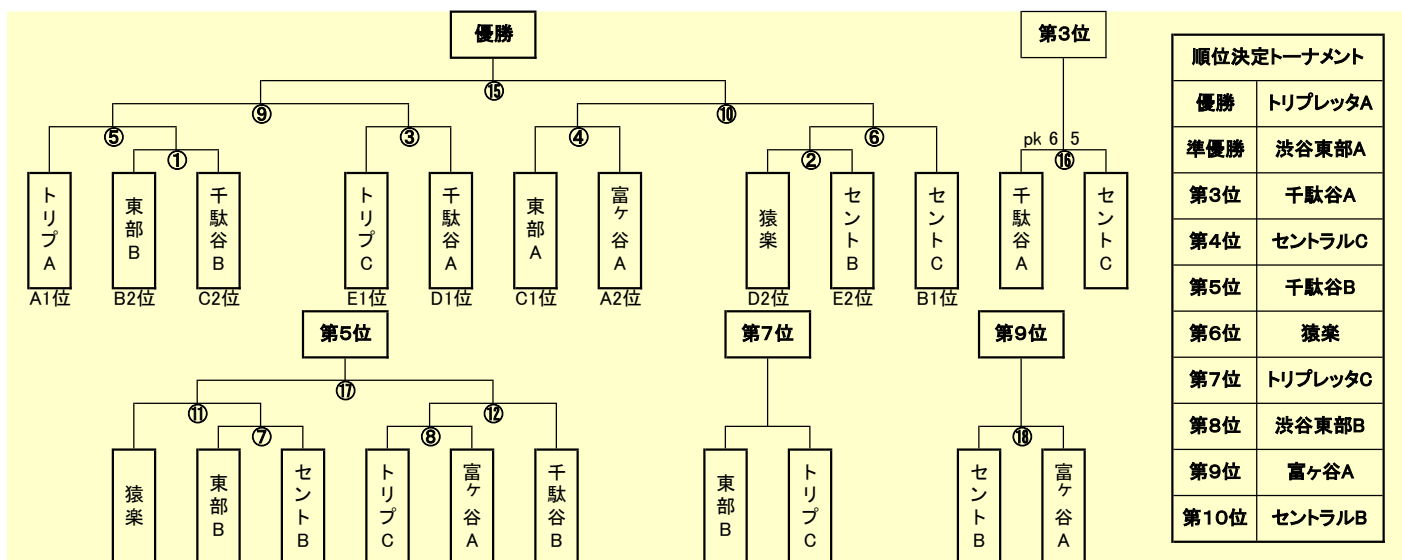 優勝
第3位
⑮
⑨
⑩
⑤
③
④
⑥
①
②
pk 6 5
⑯
トリプA
東部B
千駄谷B
トリプC
千駄谷A
東部A
富ヶ谷A
猿楽
セントB
セントC
千駄谷A
セントC
A1位
B2位
C2位
E1位
D1位
C1位
A2位
D2位
E2位
B1位
第5位
第7位
第9位
⑰
⑪
⑫
⑦
⑧
⑱
猿楽
東部B
セントB
トリプC
富ヶ谷A
千駄谷B
東部B
トリプC
セントB
富ヶ谷A
順位決定トーナメント
優勝 トリプレッタA
準優勝 渋谷東部A
第3位 千駄谷A
第4位 セントラルC
第5位 千駄谷B
第6位 猿楽
第7位 トリプレッタC
第8位 渋谷東部B
第9位 富ヶ谷A
第10位 セントラルB